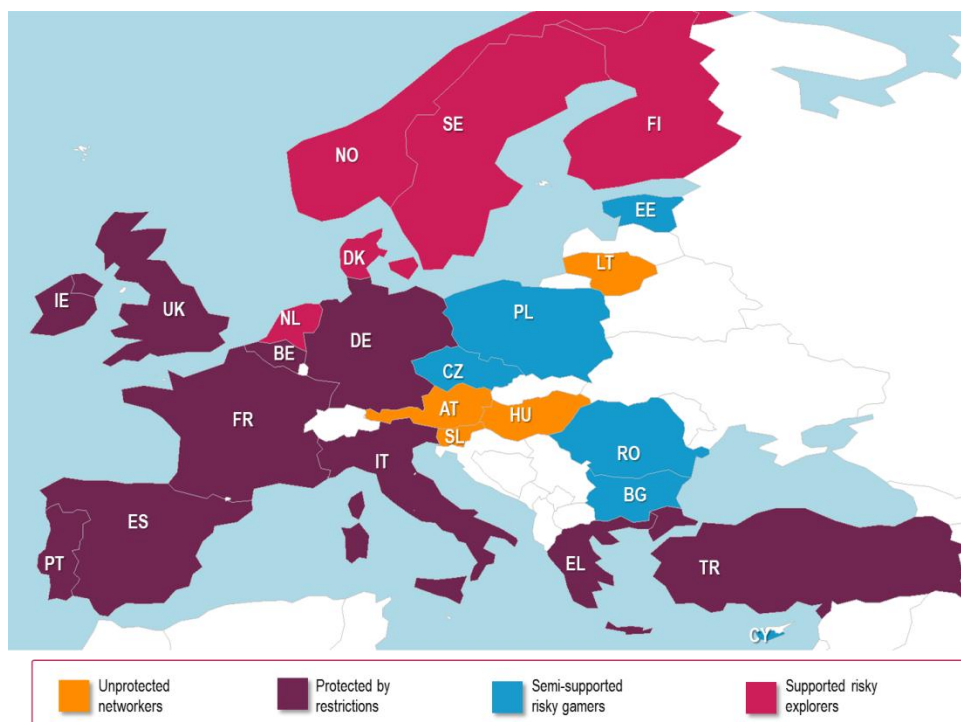 SE
FI
NO
EE
DK
LT
IE
UK
NL
PL
DE
BE
CZ
FR
AT
HU
SL
IT
RO
BG
ES
PT
EL
TR
CY
Unprotected
networkers
Protected by
restrictions
Semi-supported
risky gamers
Supported risky
explorers